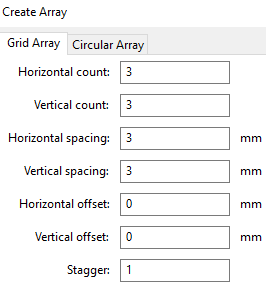 Create Array
Grid Array Circular Array
Horizontal count: 3
Vertical count: 3
Horizontal spacing: 3 mm
Vertical spacing: 3 mm
Horizontal offset: 0 mm
Vertical offset: 0 mm
Stagger: 1